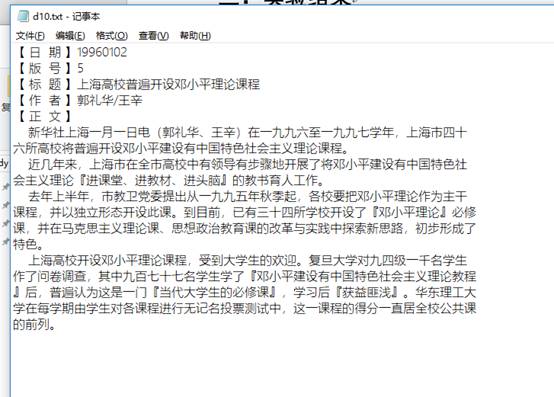 d10.txt - 记事本
文件(F) 编辑(E) 格式(O) 查看(V) 帮助(H)
【 日 期 】19960102
【 版 号 】5
【 标 题 】上海高校普遍开设邓小平理论课程
【 作 者 】郭礼华/王辛
【 正 文 】
新华社上海一月一日电（郭礼华、王辛）在一九九六至一九九七学年，上海市四十
六所高校将普遍开设邓小平建设有中国特色社会主义理论课程。
近几年来，上海市在全市高校中有领导有步骤地开展了将邓小平建设有中国特色社
会主义理论『进课堂、进教材、进头脑』的教书育人工作。
去年上半年，市教卫党委提出从一九九五年秋季起，各校要把邓小平理论作为主干
课程，并以独立形态开设此课。到目前，已有三十四所学校开设了『邓小平理论』必修
课，并在马克思主义理论课、思想政治教育课的改革与实践中探索新思路，初步形成了
特色。
上海高校开设邓小平理论课程，受到大学生的欢迎。复旦大学对九四级一千名学生
作了问卷调查，其中九百七十七名学生学了『邓小平建设有中国特色社会主义理论教程
』后，普遍认为这是一门『当代大学生的必修课』，学习后『获益匪浅』。华东理工大
学在每学期由学生对各课程进行无记名投票测试中，这一课程的得分一直居全校公共课
的前列。